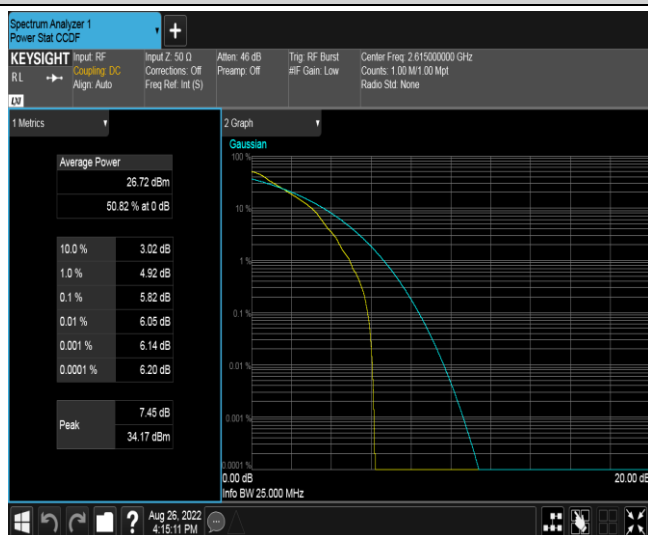 Spectrum Analyzer 1
Power Stat CCDF
+
KEYSIGHT
Input: RF
Input Z: 50 Ω
Atten: 46 dB
Trig: RF Burst
Center Freq: 2.615000000 GHz
RL
Coupling: DC
Corrections: Off
Preamp: Off
#IF Gain: Low
Counts: 1.00 M/1.00 Mpt
Align: Auto
Freq Ref: Int (S)
Radio Std: None
LXI
1 Metrics
Average Power
26.72 dBm
50.82 % at 0 dB
10.0 % 3.02 dB
1.0 % 4.92 dB
0.1 % 5.82 dB
0.01 % 6.05 dB
0.001 % 6.14 dB
0.0001 % 6.20 dB
Peak
7.45 dB
34.17 dBm
2 Graph
Gaussian
100 %
10 %
1 %
0.1 %
0.01 %
0.001 %
0.0001 %
0.00 dB
20.00 dB
Info BW 25.000 MHz
?
Aug 26, 2022
4:15:11 PM